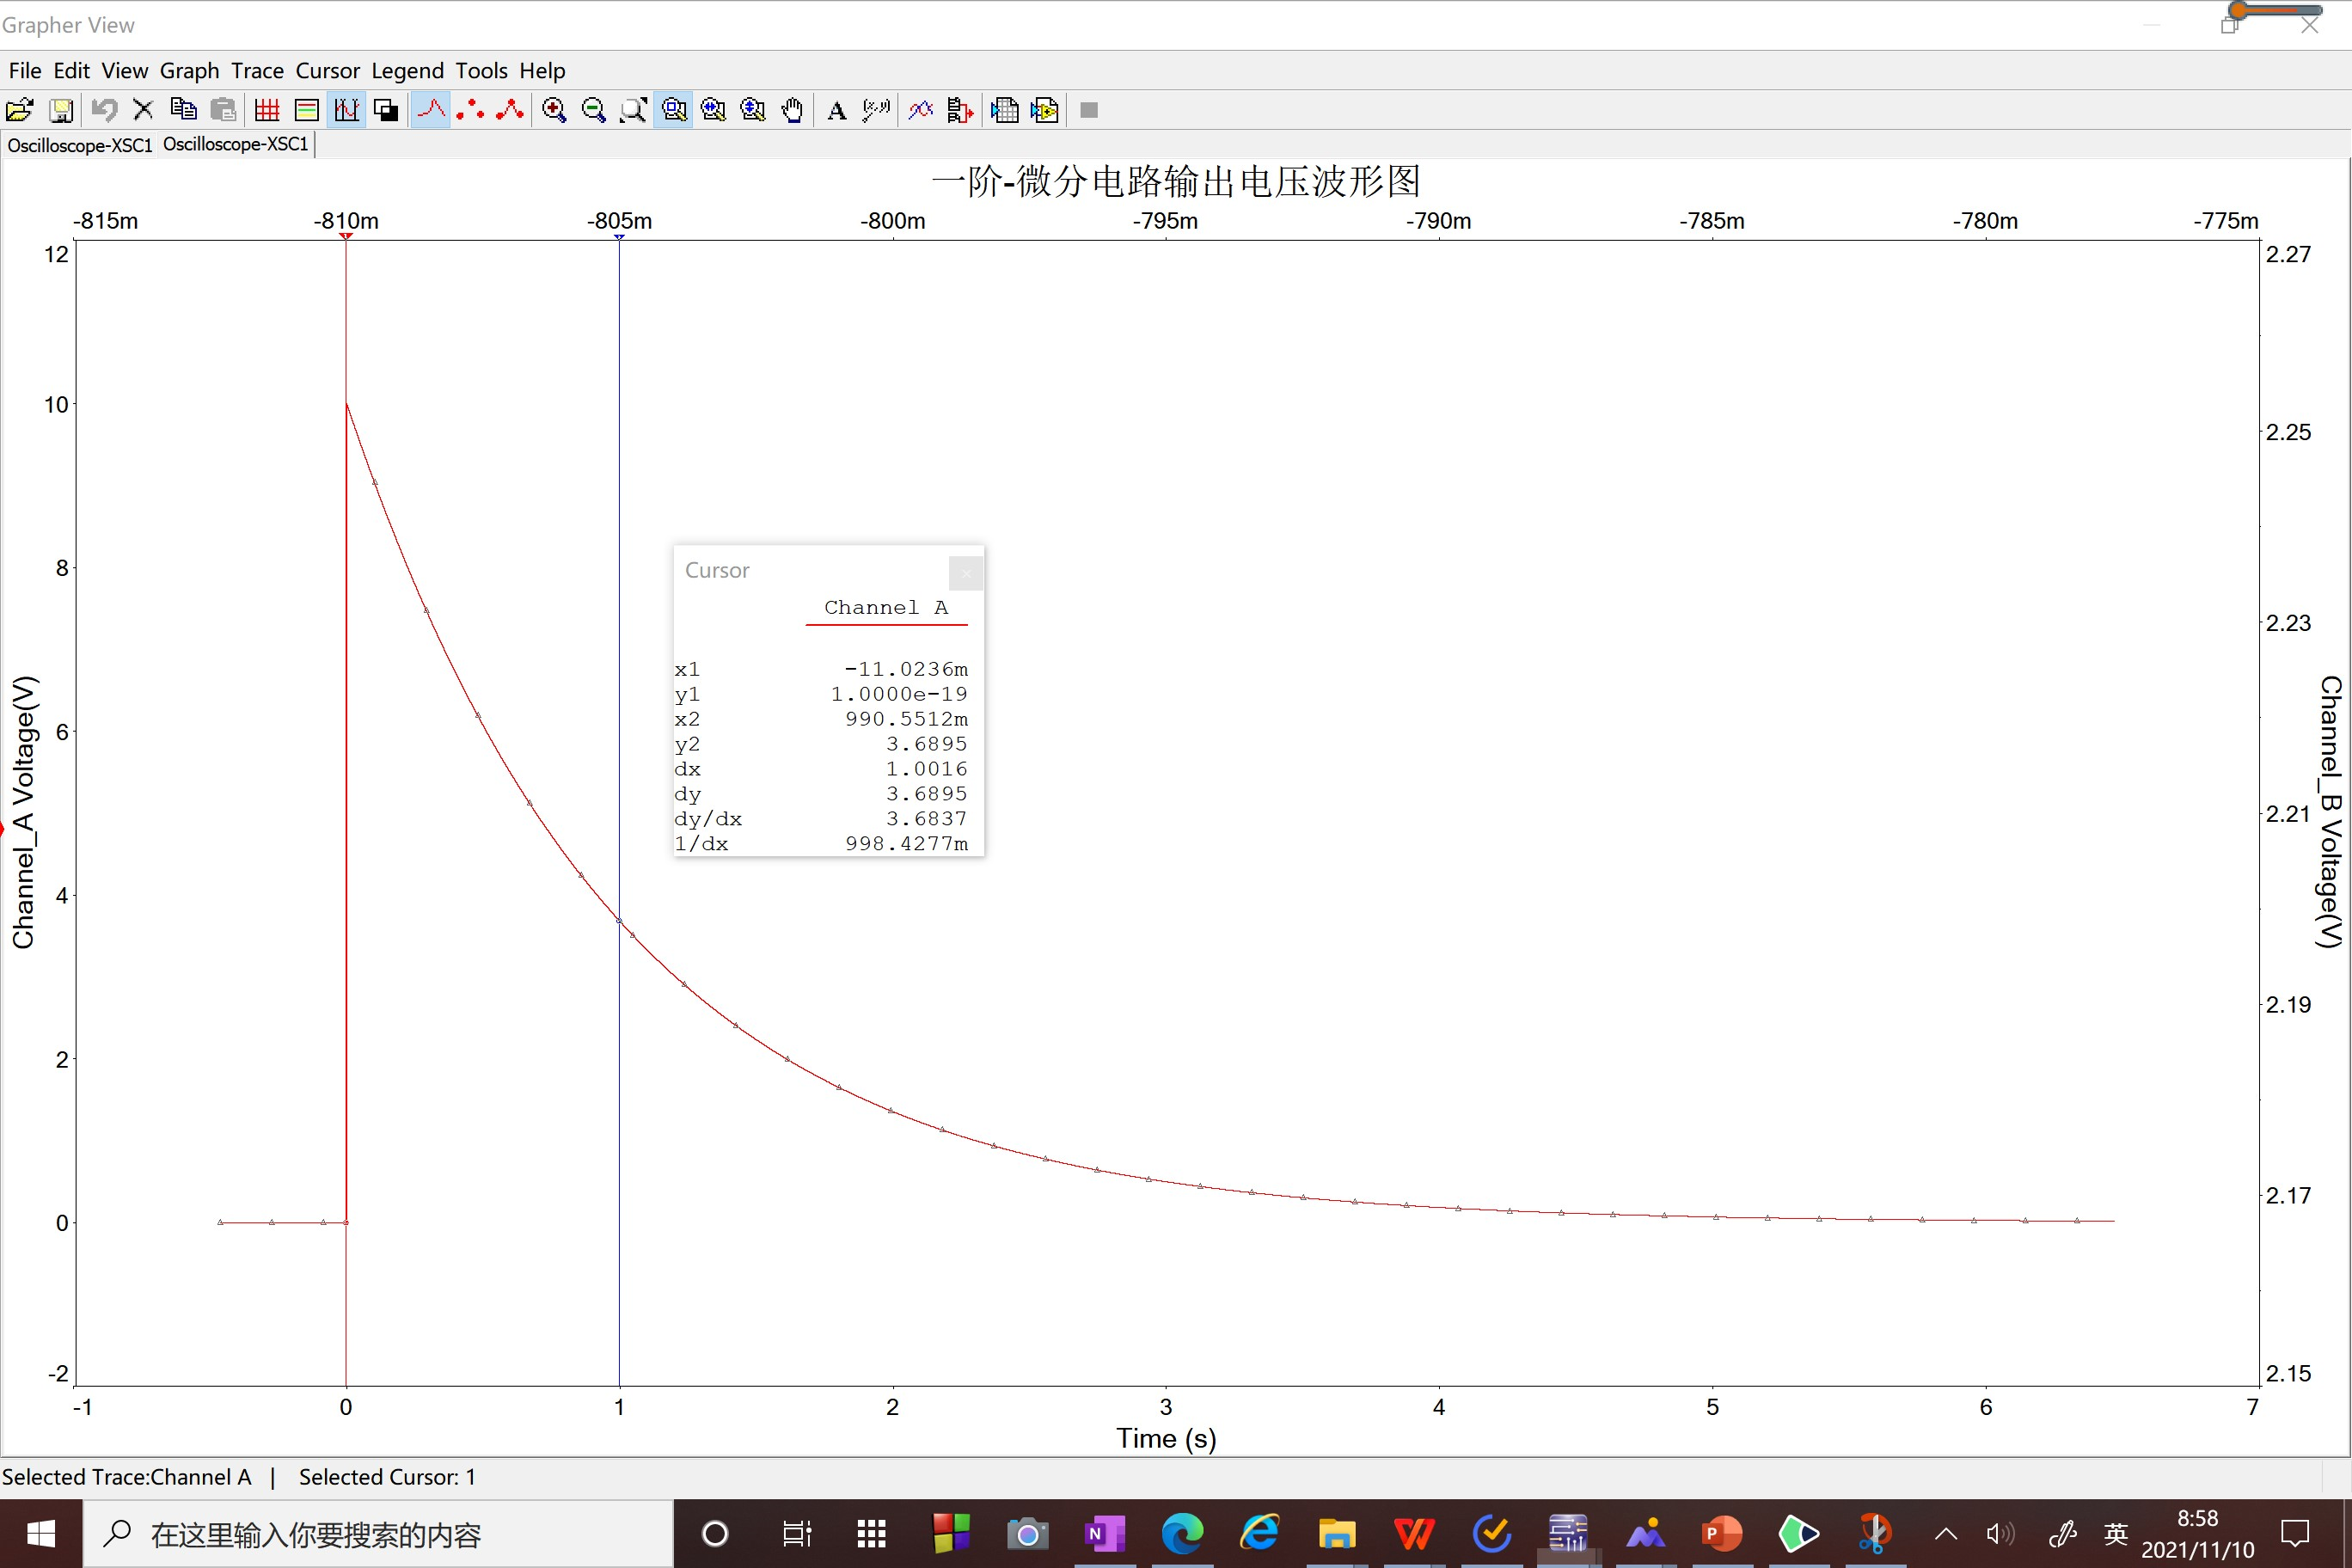 Grapher View
File Edit View Graph Trace Cursor Legend Tools Help
Oscilloscope-XSC1 Oscilloscope-XSC1
一阶-微分电路输出电压波形图
-815m -810m -805m -800m -795m -790m -785m -780m -775m
12
10
8
6
4
2
0
-2
Channel_A Voltage(V)
Cursor
Channel A
x1 -11.0236m
y1 1.0000e-19
x2 990.5512m
y2 3.6895
dx 1.0016
dy 3.6895
dy/dx 3.6837
1/dx 998.4277m
2.27
2.25
2.23
2.21
2.19
2.17
2.15
Channel_B Voltage(V)
-1 0 1 2 3 4 5 6 7
Time (s)
Selected Trace:Channel A | Selected Cursor: 1
在这里输入你要搜索的内容
英
8:58
2021/11/10